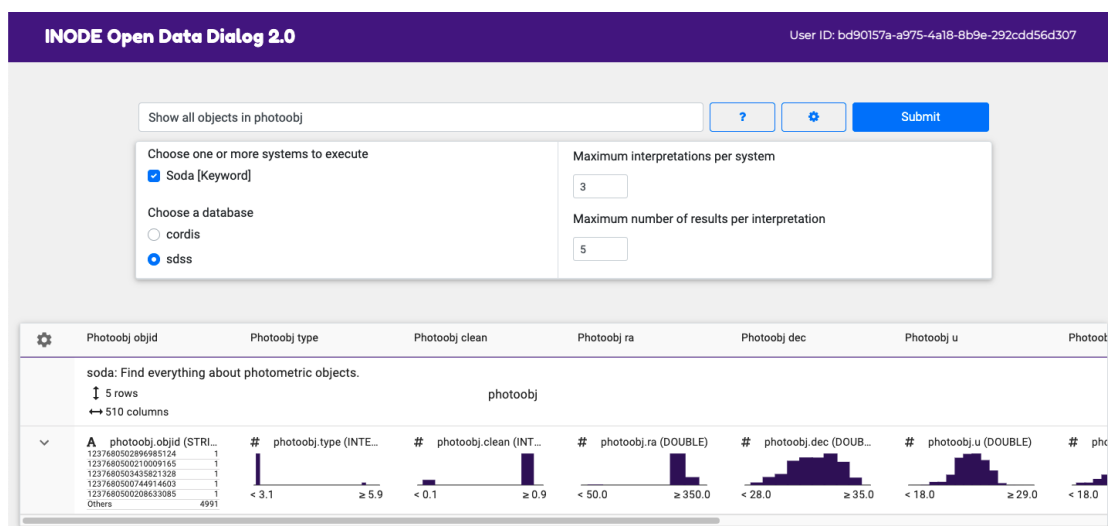 INODE Open Data Dialog 2.0
User ID: bd90157a-a975-4a18-8b9e-292cdd56d307
Show all objects in photoobj
?
Submit
Choose one or more systems to execute
Soda [Keyword]
Choose a database
cordis
sdss
Maximum interpretations per system
3
Maximum number of results per interpretation
5
Photoobj objid Photoobj type Photoobj clean Photoobj ra Photoobj dec Photoobj u Photoob
soda: Find everything about photometric objects.
5 rows
photoobj
510 columns
A photoobj.objid (STRI... # photoobj.type (INTE... # photoobj.clean (INT... # photoobj.ra (DOUBLE) # photoobj.dec (DOUB... # photoobj.u (DOUBLE) # pho
1237680502896985124 1
1237680500210009165 1
1237680503435821328 1
1237680500744914603 1
1237680500208633085 1
Others 4991
< 3.1 ≥ 5.9 < 0.1 ≥ 0.9 < 50.0 ≥ 350.0 < 28.0 ≥ 35.0 < 18.0 ≥ 29.0 < 18.0